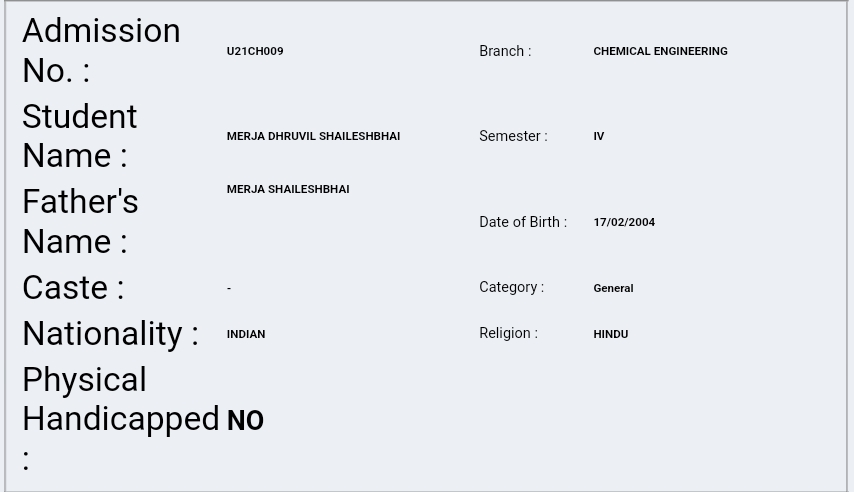 Admission No. : U21CH009 Branch : CHEMICAL ENGINEERING
Student Name : MERJA DHRUVIL SHAILESHBHAI Semester : IV
Father's Name : MERJA SHAILESHBHAI Date of Birth : 17/02/2004
Caste : - Category : General
Nationality : INDIAN Religion : HINDU
Physical Handicapped : NO